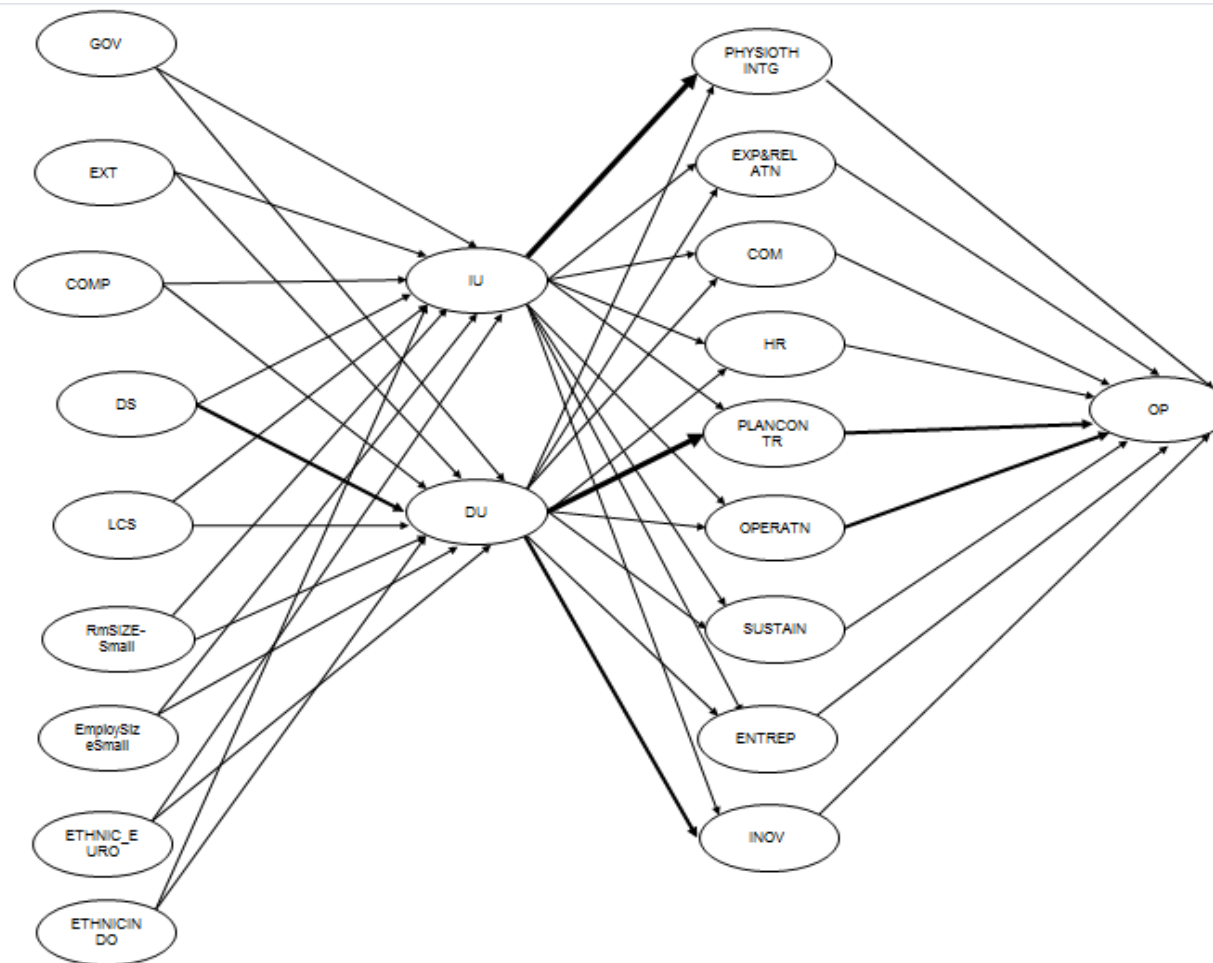 GOV
EXT
COMP
DS
LCS
RmSIZE-
Small
EmploySiz
eSmall
ETHNIC_E
URO
ETHNICIN
DO
IU
DU
PHYSIOTH
INTG
EXP&REL
ATN
COM
HR
PLANCON
TR
OPERATN
SUSTAIN
ENTREP
INOV
OP